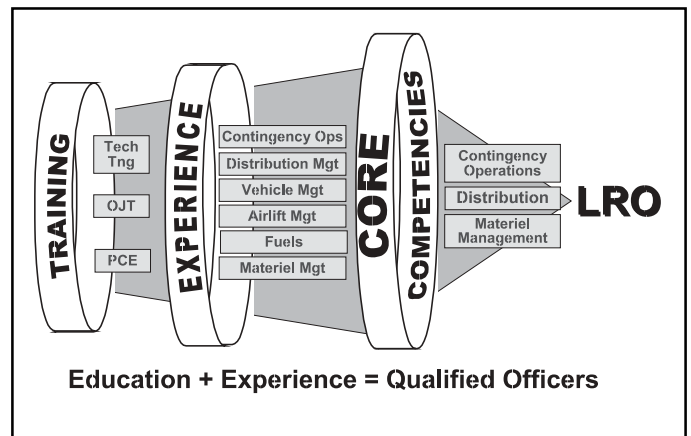 TRAINING
Tech
Tng
OJT
PCE
EXPERIENCE
Contingency Ops
Distribution Mgt
Vehicle Mgt
Airlift Mgt
Fuels
Materiel Mgt
CORE
COMPETENCIES
Contingency
Operations
Distribution
Materiel
Management
LRO
Education + Experience = Qualified Officers